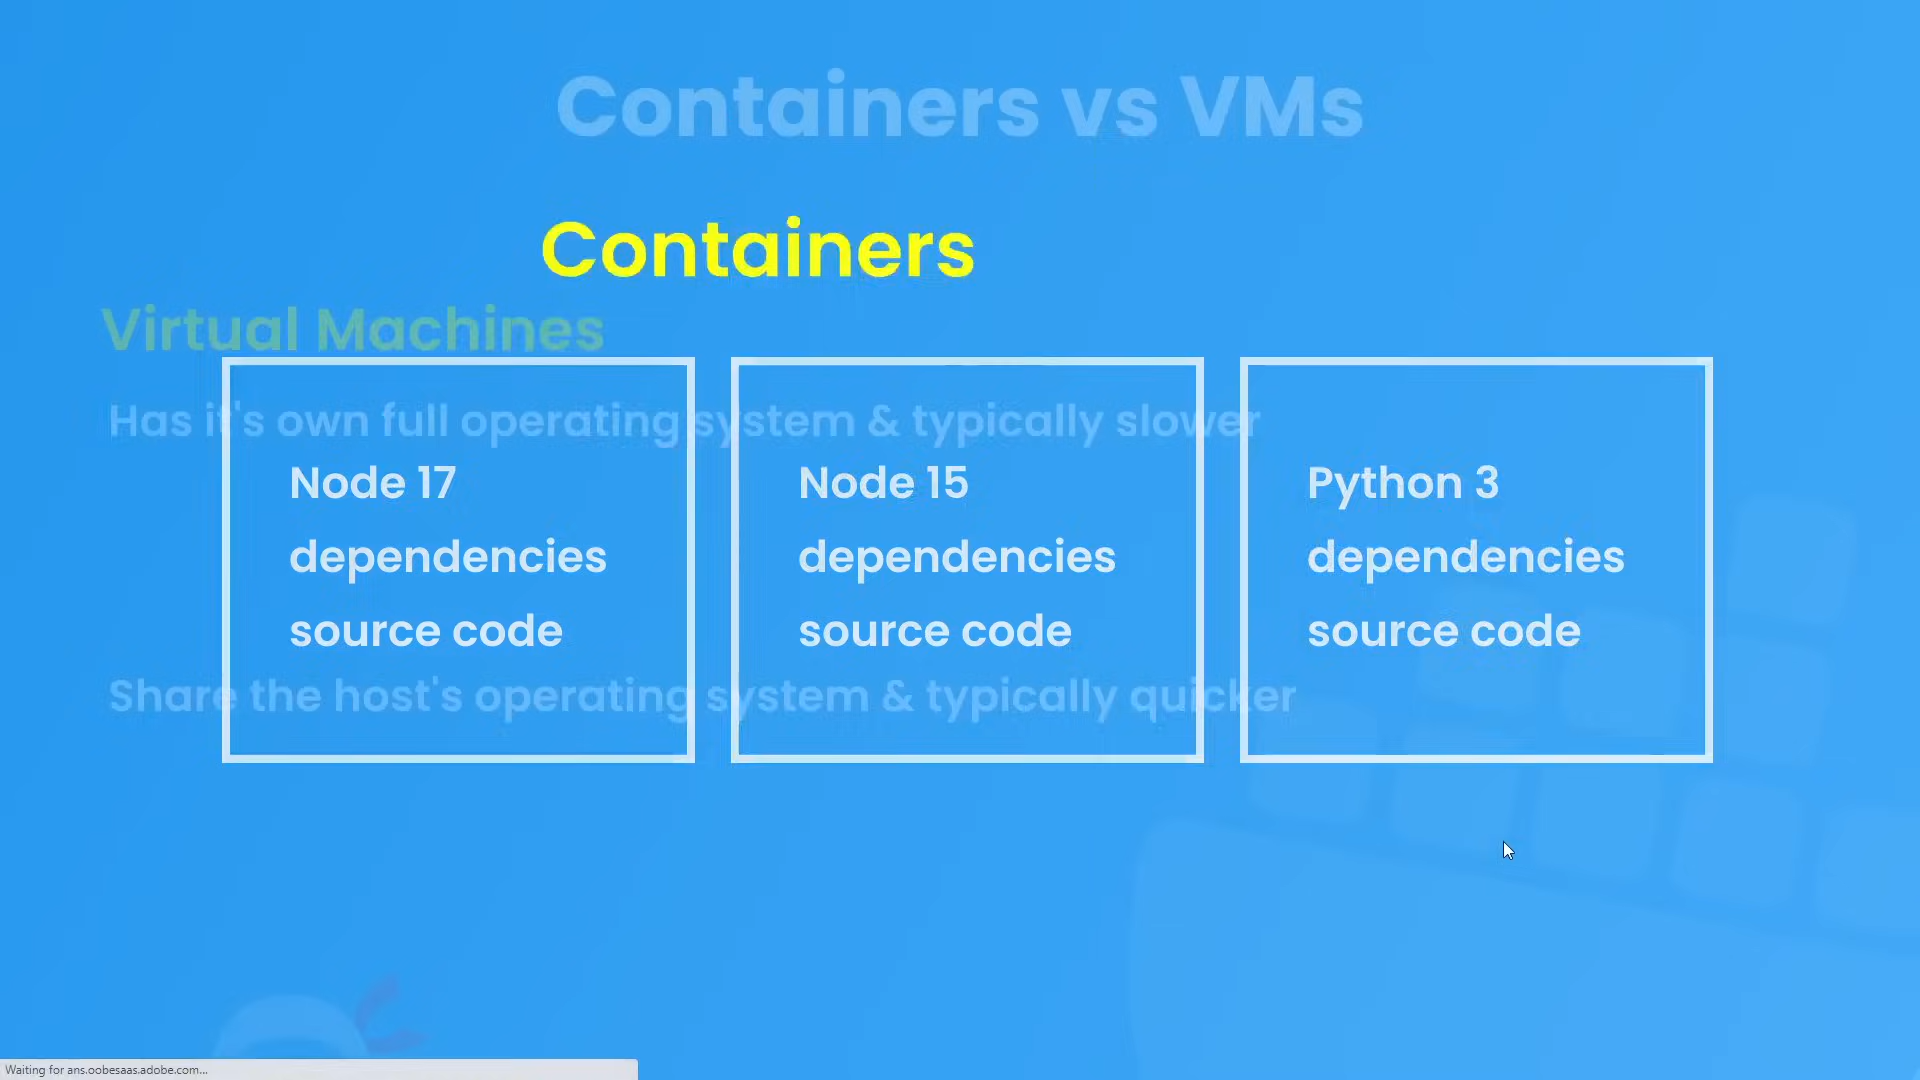 Containers vs VMs
Containers
Virtual Machines
Has it's own full operating system & typically slower
Node 17
dependencies
source code
Node 15
dependencies
source code
Python 3
dependencies
source code
Share the host's operating system & typically quicker
Waiting for ans.oobesaas.adobe.com...